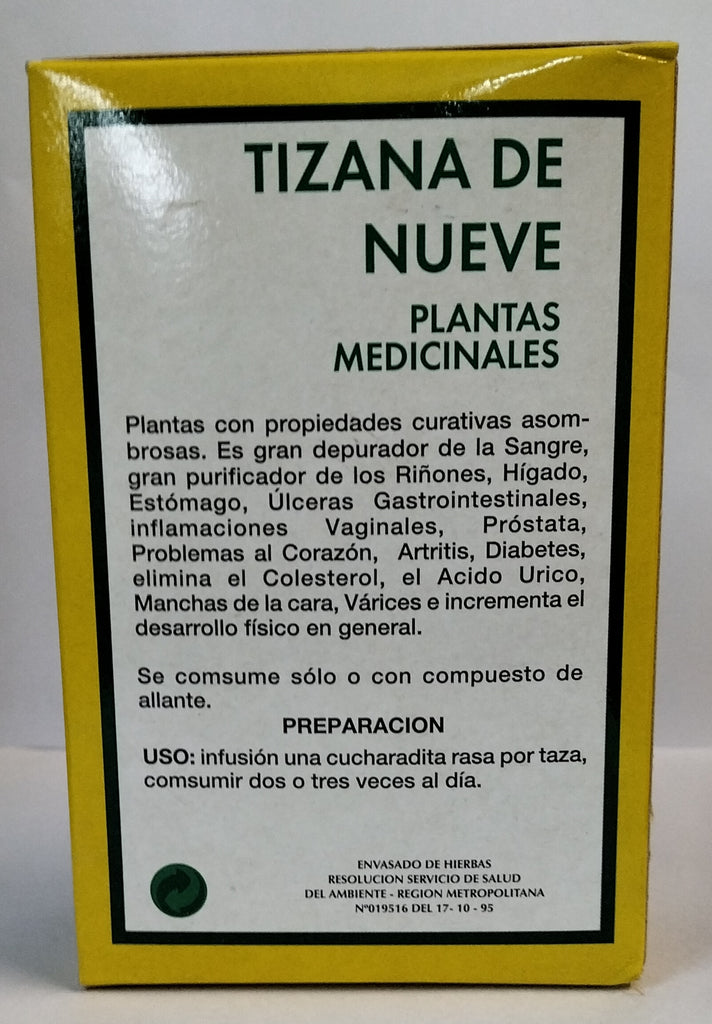 TIZANA DE
NUEVE
PLANTAS
MEDICINALES
Plantas con propiedades curativas asom-
brosas. Es gran depurador de la Sangre,
gran purificador de los Riñones, Hígado,
Estómago, Úlceras Gastrointestinales,
inflamaciones Vaginales, Próstata,
Problemas al Corazón, Artritis, Diabetes,
elimina el Colesterol, el Acido Urico,
Manchas de la cara, Várices e incrementa el
desarrollo físico en general.
Se comsume sólo o con compuesto de
allante.
PREPARACION
USO: infusión una cucharadita rasa por taza,
comsumir dos o tres veces al día.
ENVASADO DE HIERBAS
RESOLUCION SERVICIO DE SALUD
DEL AMBIENTE - REGION METROPOLITANA
Nº019516 DEL 17- 10 - 95